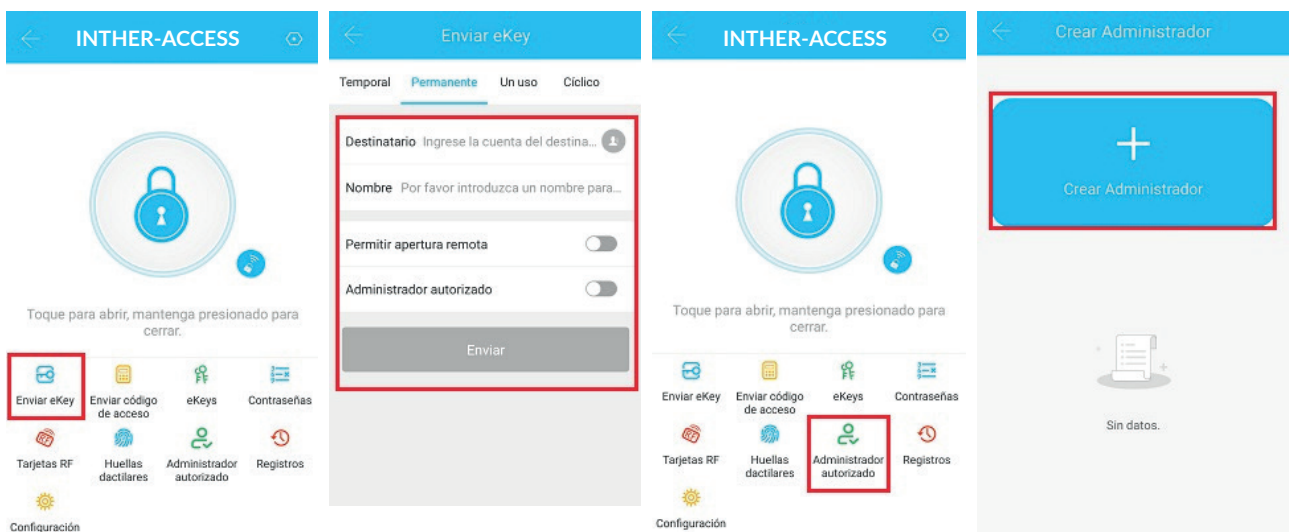 INTHER-ACCESS
Toque para abrir, mantenga presionado para
cerrar.
Enviar eKey
Enviar código
de acceso
eKeys
Contraseñas
Tarjetas RF
Huellas
dactilares
Administrador
autorizado
Registros
Configuración
Enviar eKey
Temporal Permanente Un uso Cíclico
Destinatario Ingrese la cuenta del destina...
Nombre Por favor introduzca un nombre para...
Permitir apertura remota
Administrador autorizado
Enviar
INTHER-ACCESS
Toque para abrir, mantenga presionado para
cerrar.
Enviar eKey
Enviar código
de acceso
eKeys
Contraseñas
Tarjetas RF
Huellas
dactilares
Administrador
autorizado
Registros
Configuración
Crear Administrador
Crear Administrador
Sin datos.